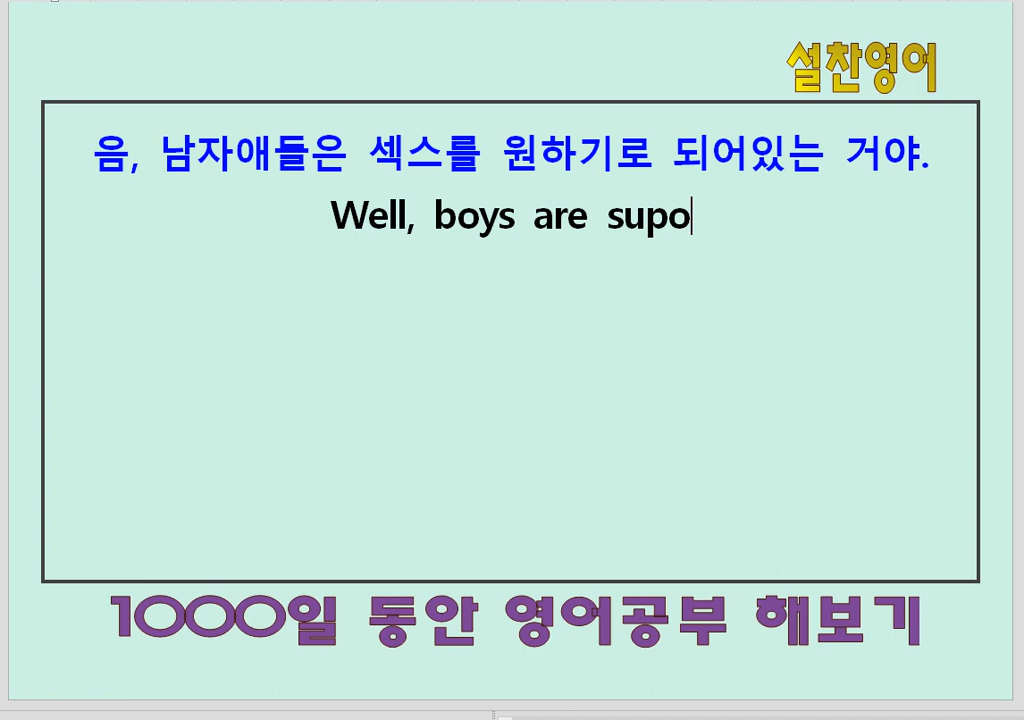 설찬영어
음, 남자애들은 섹스를 원하기로 되어있는 거야.
Well, boys are supo
1000일 동안 영어공부 해보기